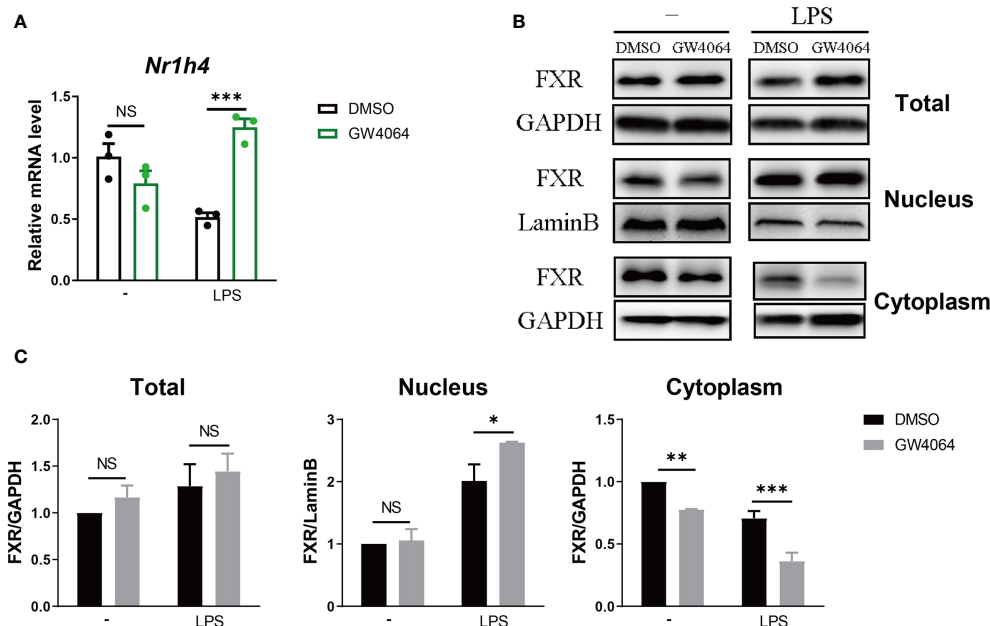 A
Nr1h4
Relative mRNA level
1.5
1.0
0.5
0.0
NS
***
-
LPS
DMSO
GW4064
B
– LPS
DMSO GW4064 DMSO GW4064
FXR
GAPDH
Total
FXR
LaminB
Nucleus
FXR
GAPDH
Cytoplasm
C
Total
FXR/GAPDH
2.0
1.5
1.0
0.5
0.0
NS
NS
-
LPS
Nucleus
FXR/LaminB
3
2
1
0
NS
*
-
LPS
Cytoplasm
FXR/GAPDH
1.5
1.0
0.5
0.0
**
***
-
LPS
DMSO
GW4064